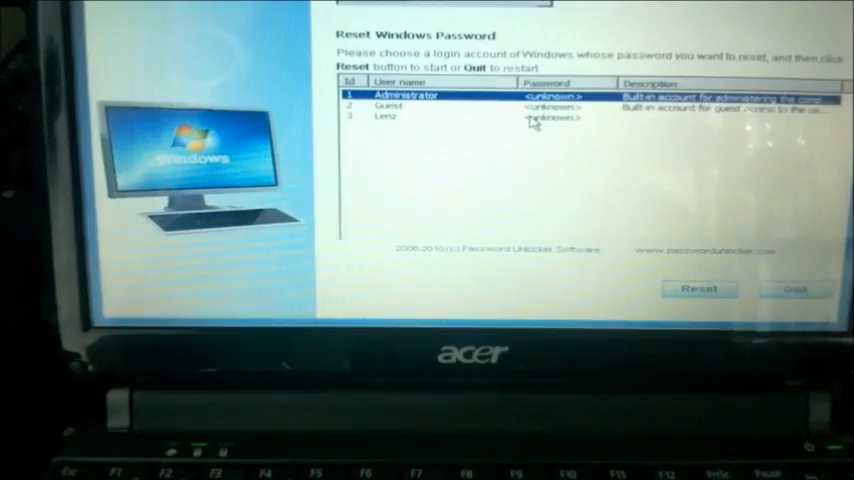 Reset Windows Password
Please choose a login account of Windows whose password you want to reset, and then click
Reset button to start or Quit to restart.
Id User name Password Description
1 Administrator <unknown> Built-in account for administering the comp...
2 Guest <unknown> Built-in account for guest access to the
3 Lenz <unknown>
Windows
2006-2010 (c) Password Unlocker Software www.passwordunlocker.com
Reset Quit
acer
Esc F1 F2 F3 F4 F5 F6 F7 F8 F9 F10 F11 F12 PrtSc Pause